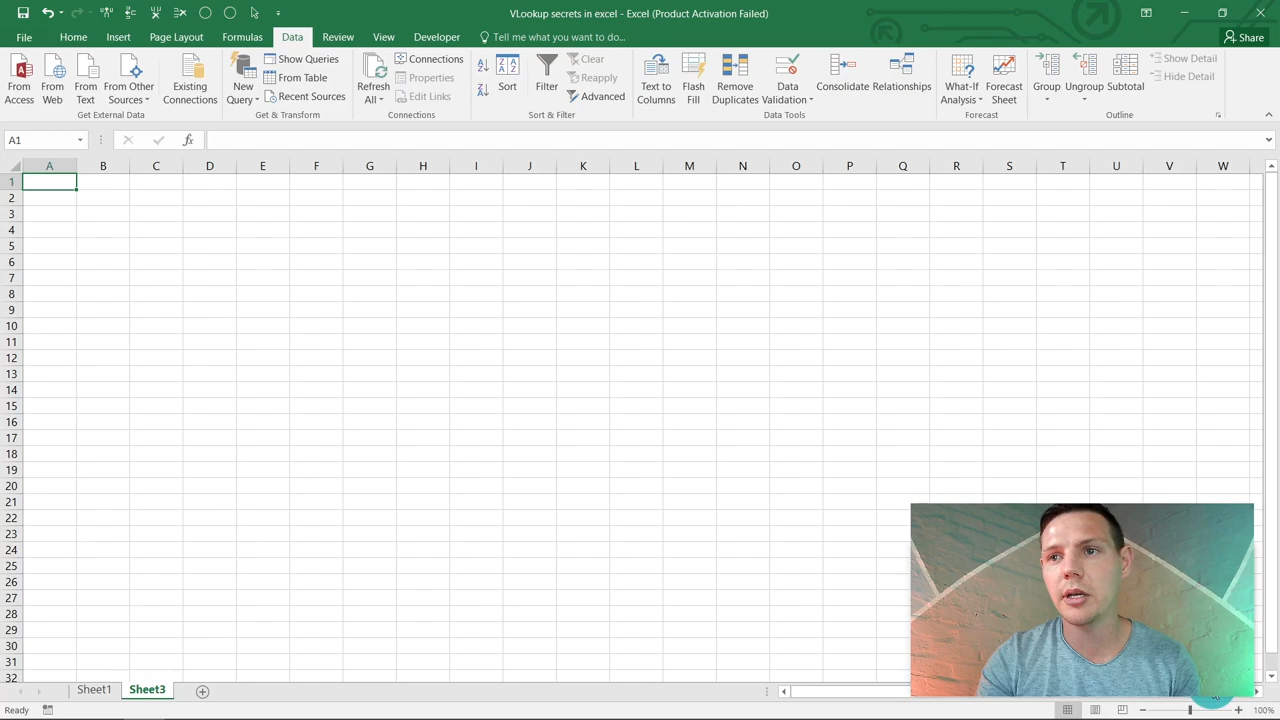 VLookup secrets in excel - Excel (Product Activation Failed)
File Home Insert Page Layout Formulas Data Review View Developer Tell me what you want to do... Share
From Access
From Web
From Text
From Other Sources
Existing Connections
Get External Data
New Query
Show Queries
From Table
Recent Sources
Get & Transform
Refresh All
Connections
Properties
Edit Links
Connections
Sort
Filter
Clear
Reapply
Advanced
Sort & Filter
Text to Columns
Flash Fill
Remove Duplicates
Data Validation
Consolidate
Relationships
Data Tools
What-If Analysis
Forecast Sheet
Forecast
Group
Ungroup
Subtotal
Show Detail
Hide Detail
Outline
A1 fx
A B C D E F G H I J K L M N O P Q R S T U V W
1
2
3
4
5
6
7
8
9
10
11
12
13
14
15
16
17
18
19
20
21
22
23
24
25
26
27
28
29
30
31
32
Sheet1 Sheet3
Ready 100%